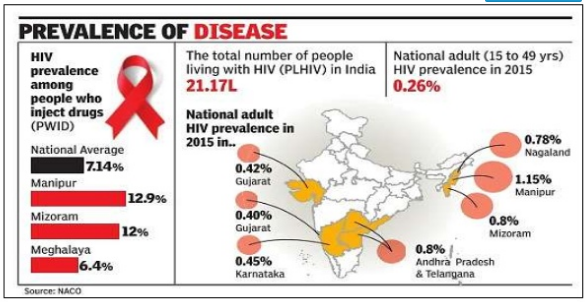 PREVALENCE OF DISEASE
HIV
prevalence
among
people who
inject drugs
(PWID)
National Average
7.14%
Manipur
12.9%
Mizoram
12%
Meghalaya
6.4%
The total number of people
living with HIV (PLHIV) in India
21.17L
National adult (15 to 49 yrs)
HIV prevalence in 2015
0.26%
National adult
HIV prevalence in
2015 in..
0.42%
Gujarat
0.40%
Gujarat
0.45%
Karnataka
0.78%
Nagaland
1.15%
Manipur
0.8%
Mizoram
0.8%
Andhra Pradesh
& Telangana
Source: NACO